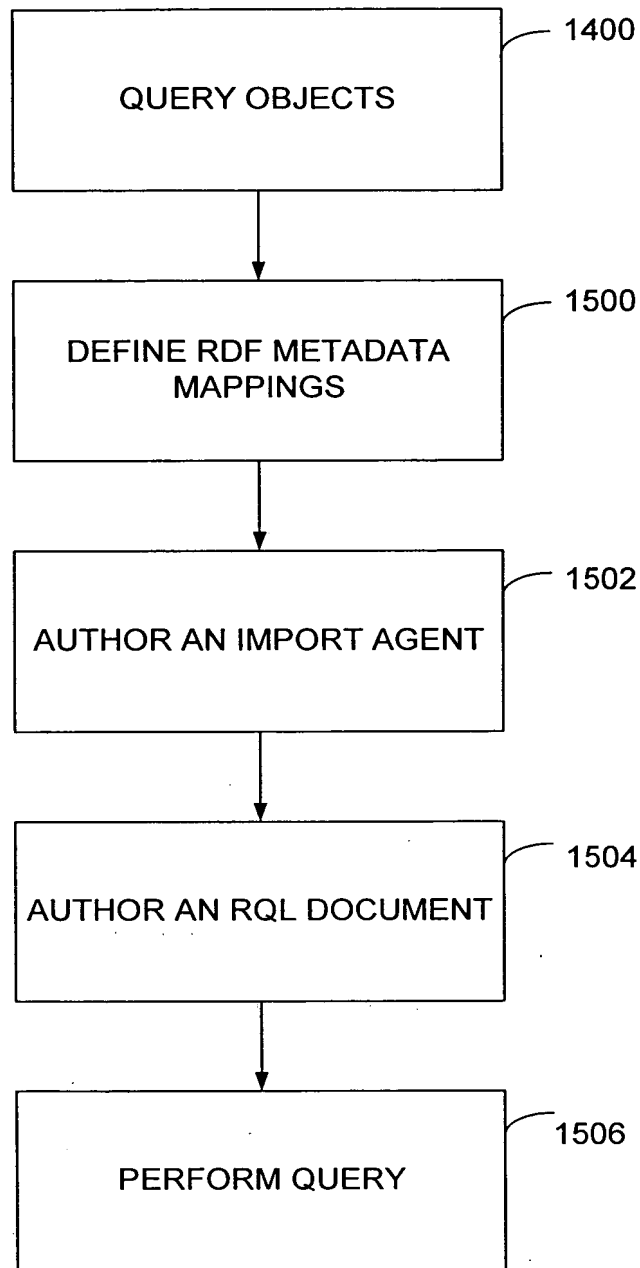 1400
QUERY OBJECTS
1500
DEFINE RDF METADATA
MAPPINGS
1502
AUTHOR AN IMPORT AGENT
1504
AUTHOR AN RQL DOCUMENT
1506
PERFORM QUERY